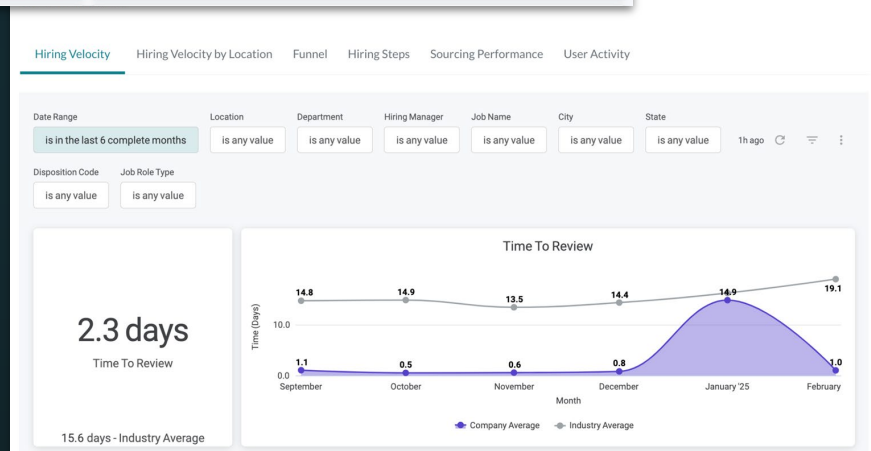 Hiring Velocity Hiring Velocity by Location Funnel Hiring Steps Sourcing Performance User Activity
Date Range Location Department Hiring Manager Job Name City State
is in the last 6 complete months is any value is any value is any value is any value is any value is any value 1h ago
Disposition Code Job Role Type
is any value is any value
2.3 days
Time To Review
15.6 days - Industry Average
Time To Review
Time (Days)
10.0
0.0
14.8 14.9 13.5 14.4 14.9 19.1
1.1 0.5 0.6 0.8 1.0
September October November December January '25 February
Month
Company Average Industry Average